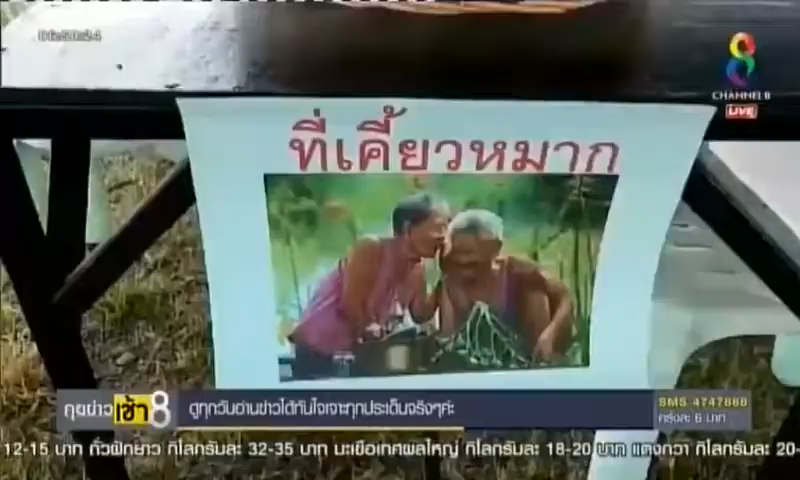 06:50:24
CHANNEL 8
LIVE
ที่เคี้ยวหมาก
คุยข่าวเช้า8
ดูทุกวันอ่านข่าวได้ทันใจเจาะทุกประเด็นจริงๆค่ะ
SMS 4747888
ครั้งละ 6 บาท
12-15 บาท ถั่วฝักยาว กิโลกรัมละ 32-35 บาท มะเขือเทศผลใหญ่ กิโลกรัมละ 18-20 บาท แตงกวา กิโลกรัมละ 20-